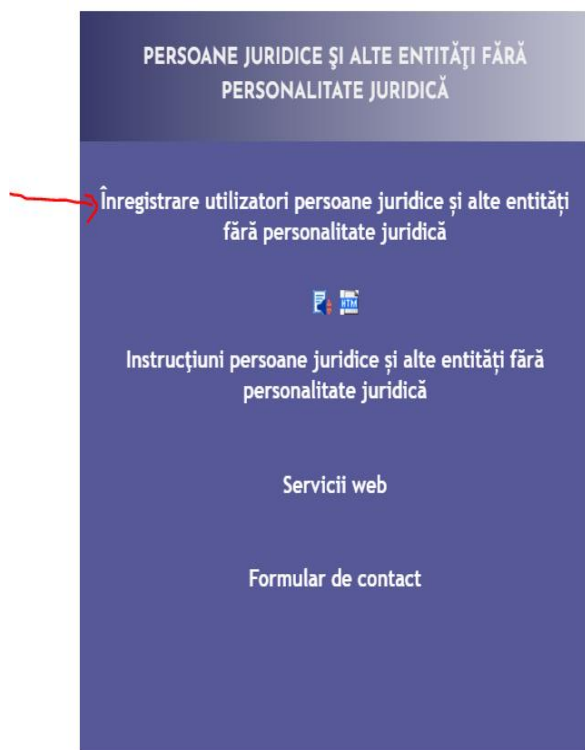 PERSOANE JURIDICE ŞI ALTE ENTITĂŢI FĂRĂ
PERSONALITATE JURIDICĂ
Înregistrare utilizatori persoane juridice și alte entități
fără personalitate juridică
HTM
Instrucţiuni persoane juridice și alte entități fără
personalitate juridică
Servicii web
Formular de contact